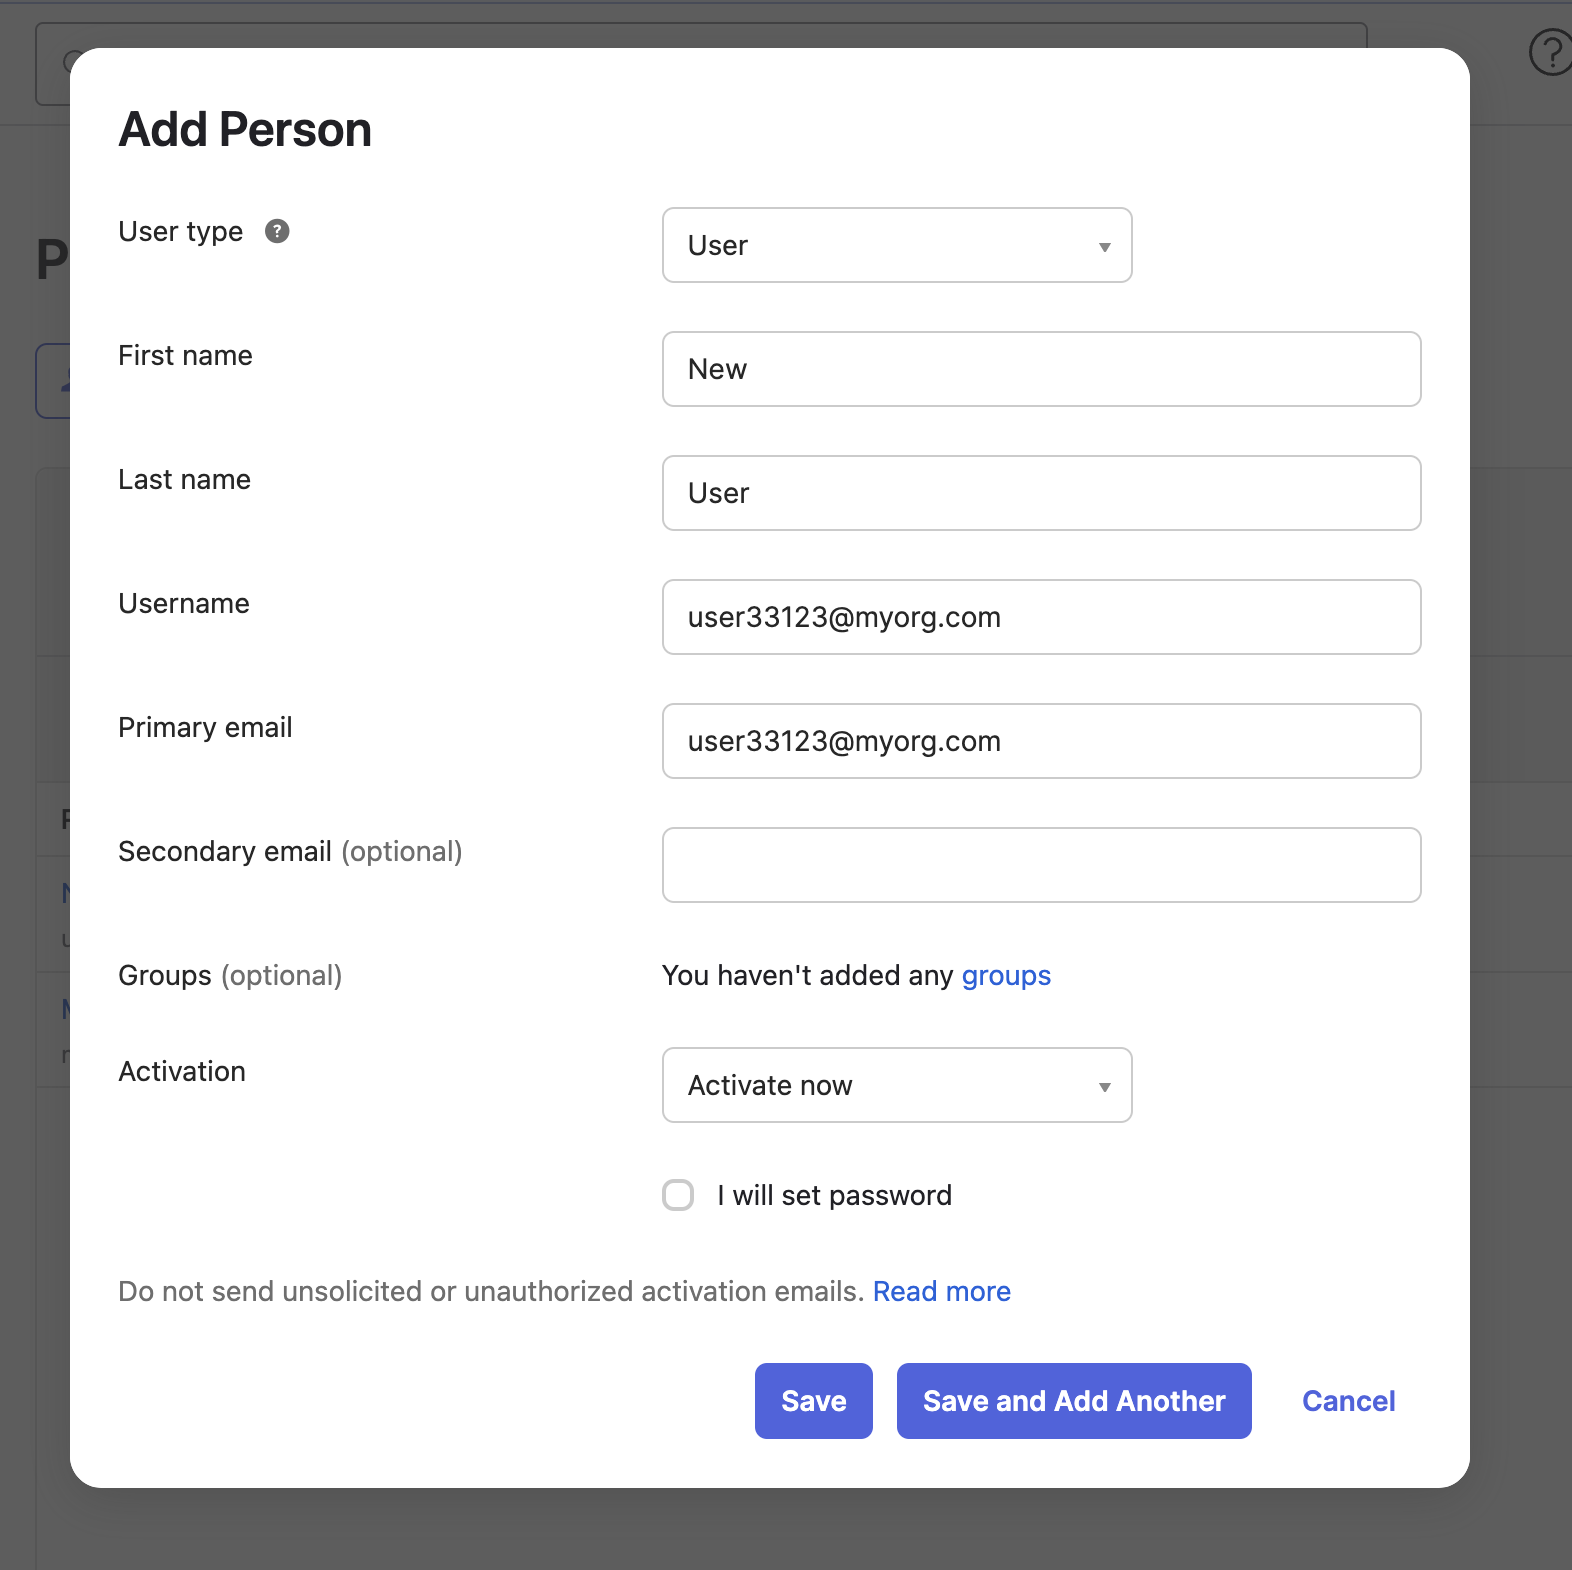 Add Person
User type ?
User
First name
New
Last name
User
Username
user33123@myorg.com
Primary email
user33123@myorg.com
Secondary email (optional)
Groups (optional)
You haven't added any groups
Activation
Activate now
I will set password
Do not send unsolicited or unauthorized activation emails. Read more
Save
Save and Add Another
Cancel